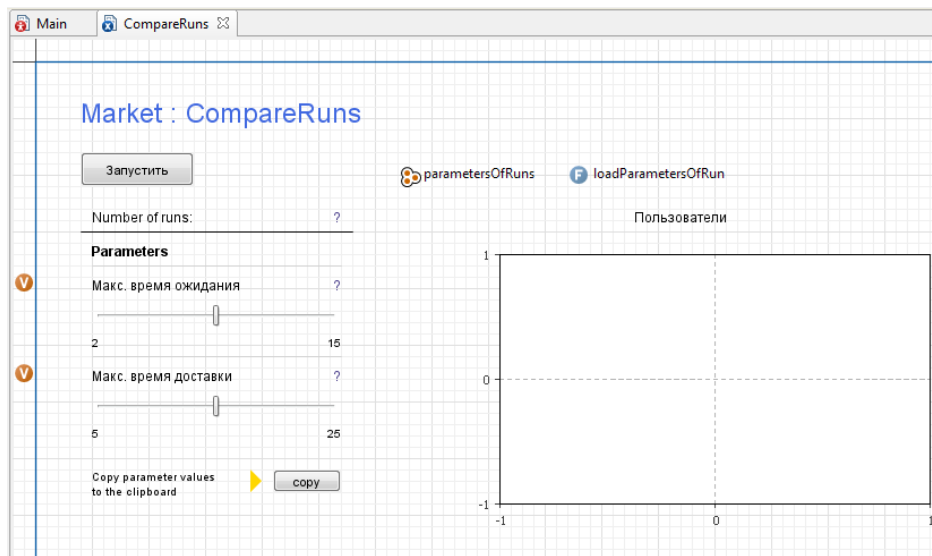 Main
CompareRuns
Market : CompareRuns
Запустить
parametersOfRuns
F
loadParametersOfRun
Number of runs:
?
Пользователи
Parameters
1
V
Макс. время ожидания
?
2
15
V
Макс. время доставки
?
0
5
25
Copy parameter values
to the clipboard
copy
-1
-1
0
1